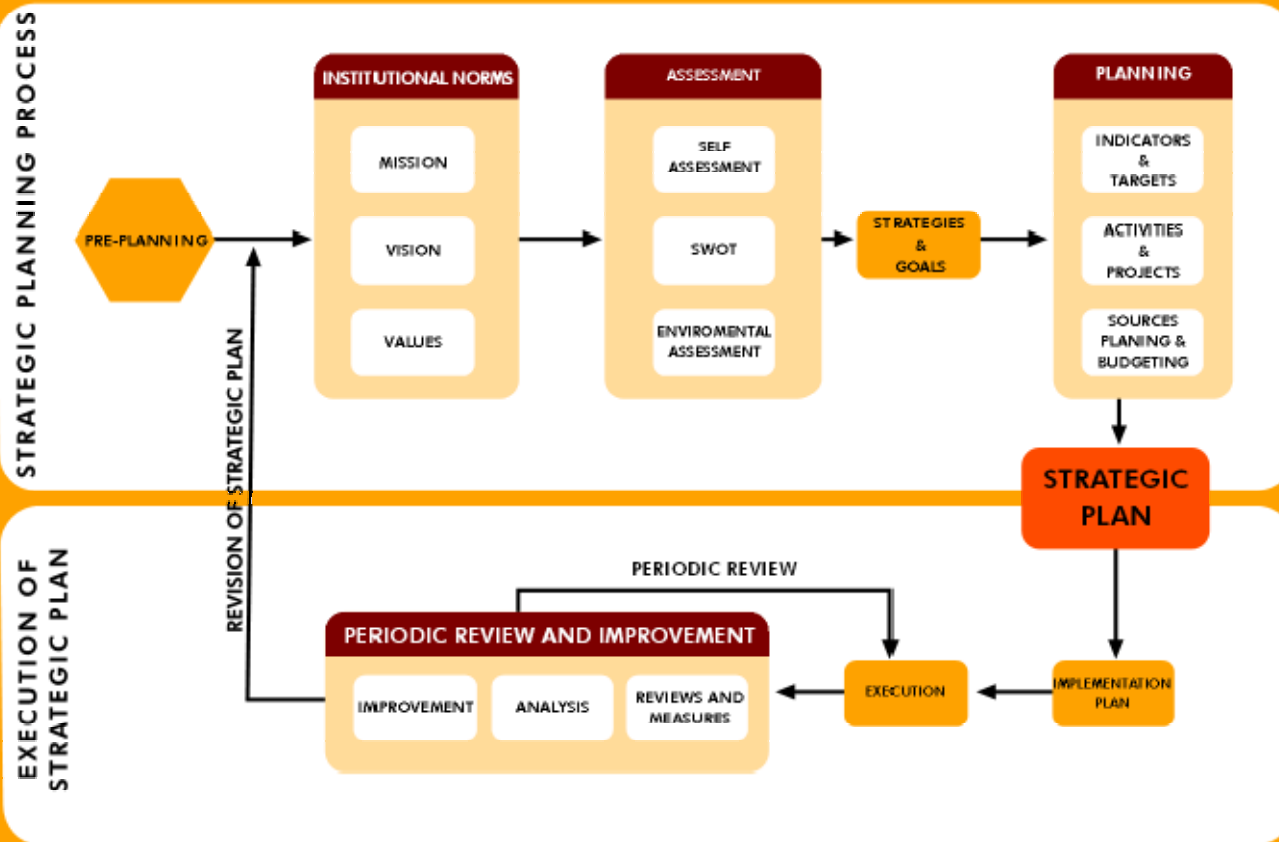 STRATEGIC PLANNING PROCESS
PRE-PLANNING
INSTITUTIONAL NORMS
MISSION
VISION
VALUES
ASSESSMENT
SELF
ASSESSMENT
SWOT
ENVIROMENTAL
ASSESSMENT
STRATEGIES
&
GOALS
PLANNING
INDICATORS
&
TARGETS
ACTIVITIES
&
PROJECTS
SOURCES
PLANING &
BUDGETING
STRATEGIC
PLAN
REVISION OF STRATEGIC PLAN
EXECUTION OF
STRATEGIC PLAN
PERIODIC REVIEW
PERIODIC REVIEW AND IMPROVEMENT
IMPROVEMENT
ANALYSIS
REVIEWS AND
MEASURES
EXECUTION
IMPLEMENTATION
PLAN